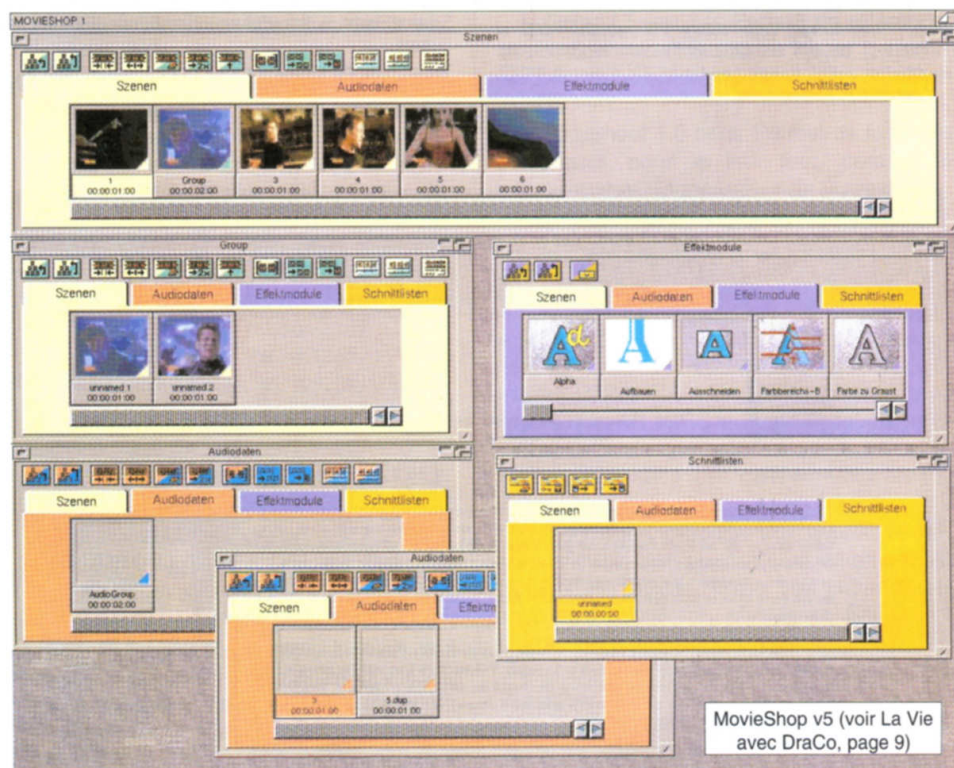 MOVIESHOP 1
Szenen
Szenen Audiodaten Effektmodule Schnittlisten
1 Group 3 4 5 6
00:00:01:00 00:00:02:00 00:00:01:00 00:00:01:00 00:00:01:00 00:00:01:00
Group
Szenen Audiodaten Effektmodule Schnittlisten
unnamed 1 unnamed 2
00:00:01:00 00:00:01:00
Effektmodule
Szenen Audiodaten Effektmodule Schnittlisten
Alpha Aufbauen Ausschneiden Farbbereichs-B Farbe zu Graust
Audiodaten
Szenen Audiodaten Effektmodule Schnittlisten
AudioGroup
00:00:02:00
Audiodaten
Szenen Audiodaten Effektm
3 5.dup
00:00:01:00 00:00:01:00
Schnittlisten
Szenen Audiodaten Effektmodule Schnittlisten
unnamed
00:00:00:00
MovieShop v5 (voir La Vie
avec DraCo, page 9)